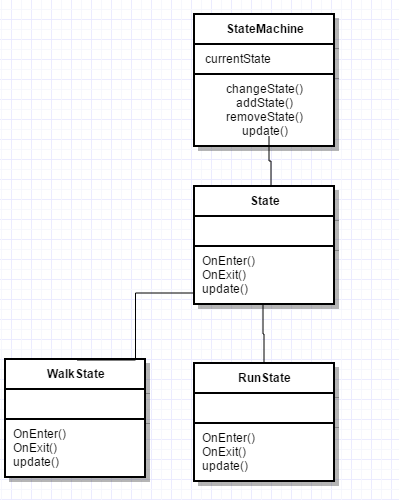 StateMachine
currentState
changeState()
addState()
removeState()
update()
State
OnEnter()
OnExit()
update()
WalkState
OnEnter()
OnExit()
update()
RunState
OnEnter()
OnExit()
update()